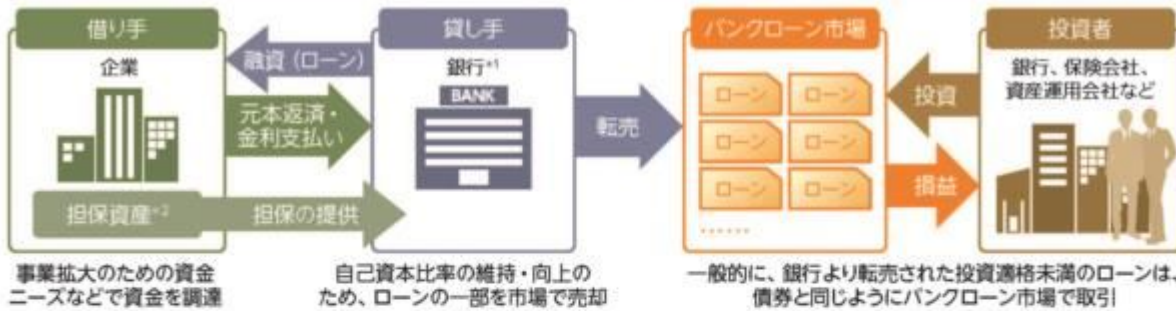 借り手
企業
担保資産*2
事業拡大のための資金
ニーズなどで資金を調達
融資(ローン)
元本返済・
金利支払い
担保の提供
貸し手
銀行*1
BANK
自己資本比率の維持・向上の
ため、ローンの一部を市場で売却
転売
バンクローン市場
ローン
ローン
ローン
ローン
ローン
ローン
……
投資
損益
投資者
銀行、保険会社、
資産運用会社など
一般的に、銀行より転売された投資適格未満のローンは、
債券と同じようにバンクローン市場で取引